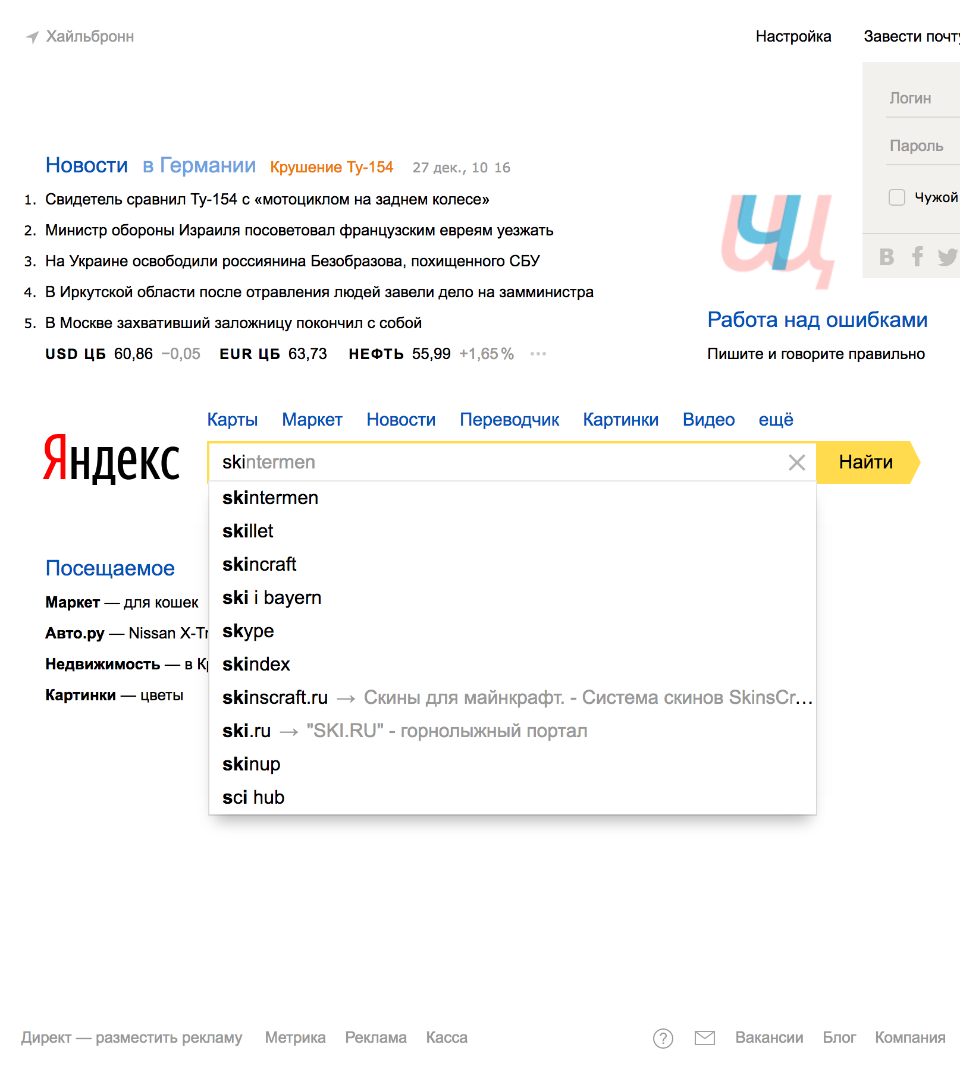 Хайльбронн
Настройка
Завести почту
Логин
Пароль
Чужой
Новости в Германии Крушение Ту-154 27 дек., 10 16
1. Свидетель сравнил Ту-154 с «мотоциклом на заднем колесе»
2. Министр обороны Израиля посоветовал французским евреям уезжать
3. На Украине освободили россиянина Безобразова, похищенного СБУ
4. В Иркутской области после отравления людей завели дело на замминистра
5. В Москве захвативший заложницу покончил с собой
USD ЦБ 60,86 −0,05 EUR ЦБ 63,73 НЕФТЬ 55,99 +1,65% •••
Работа над ошибками
Пишите и говорите правильно
Карты Маркет Новости Переводчик Картинки Видео ещё
Яндекс
skintermen
Найти
skintermen
skillet
skincraft
ski i bayern
skype
skindex
skinscraft.ru → Скины для майнкрафт. - Система скинов SkinsCr...
ski.ru → "SKI.RU" - горнолыжный портал
skinup
sci hub
Посещаемое
Маркет — для кошек
Авто.ру — Nissan X-Tr
Недвижимость — в Кр
Картинки — цветы
Директ — разместить рекламу Метрика Реклама Касса
? Вакансии Блог Компания